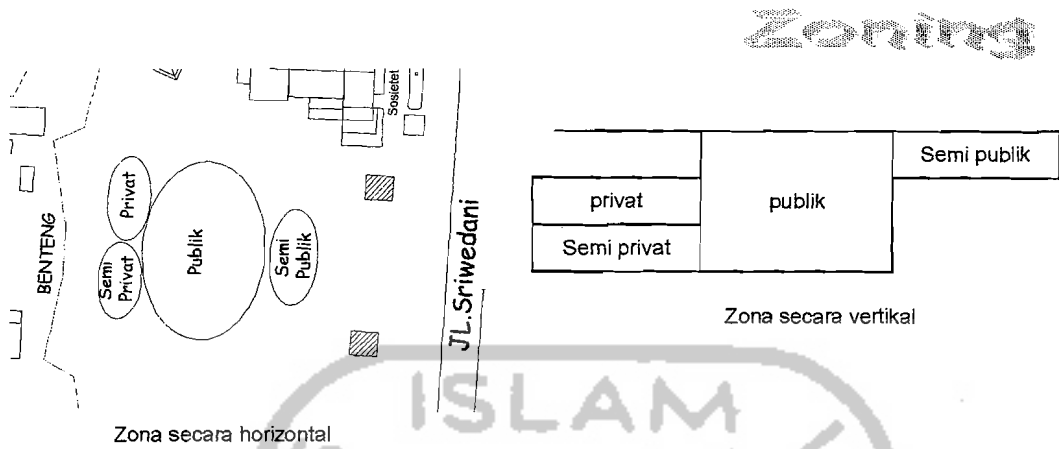 Zoning
Sosietet
BENTENG
Privat
Semi
Privat
Publik
Semi
Publik
JL.Sriwedani
Zona secara horizontal
Semi publik
privat
publik
Semi privat
Zona secara vertikal
ISLAM